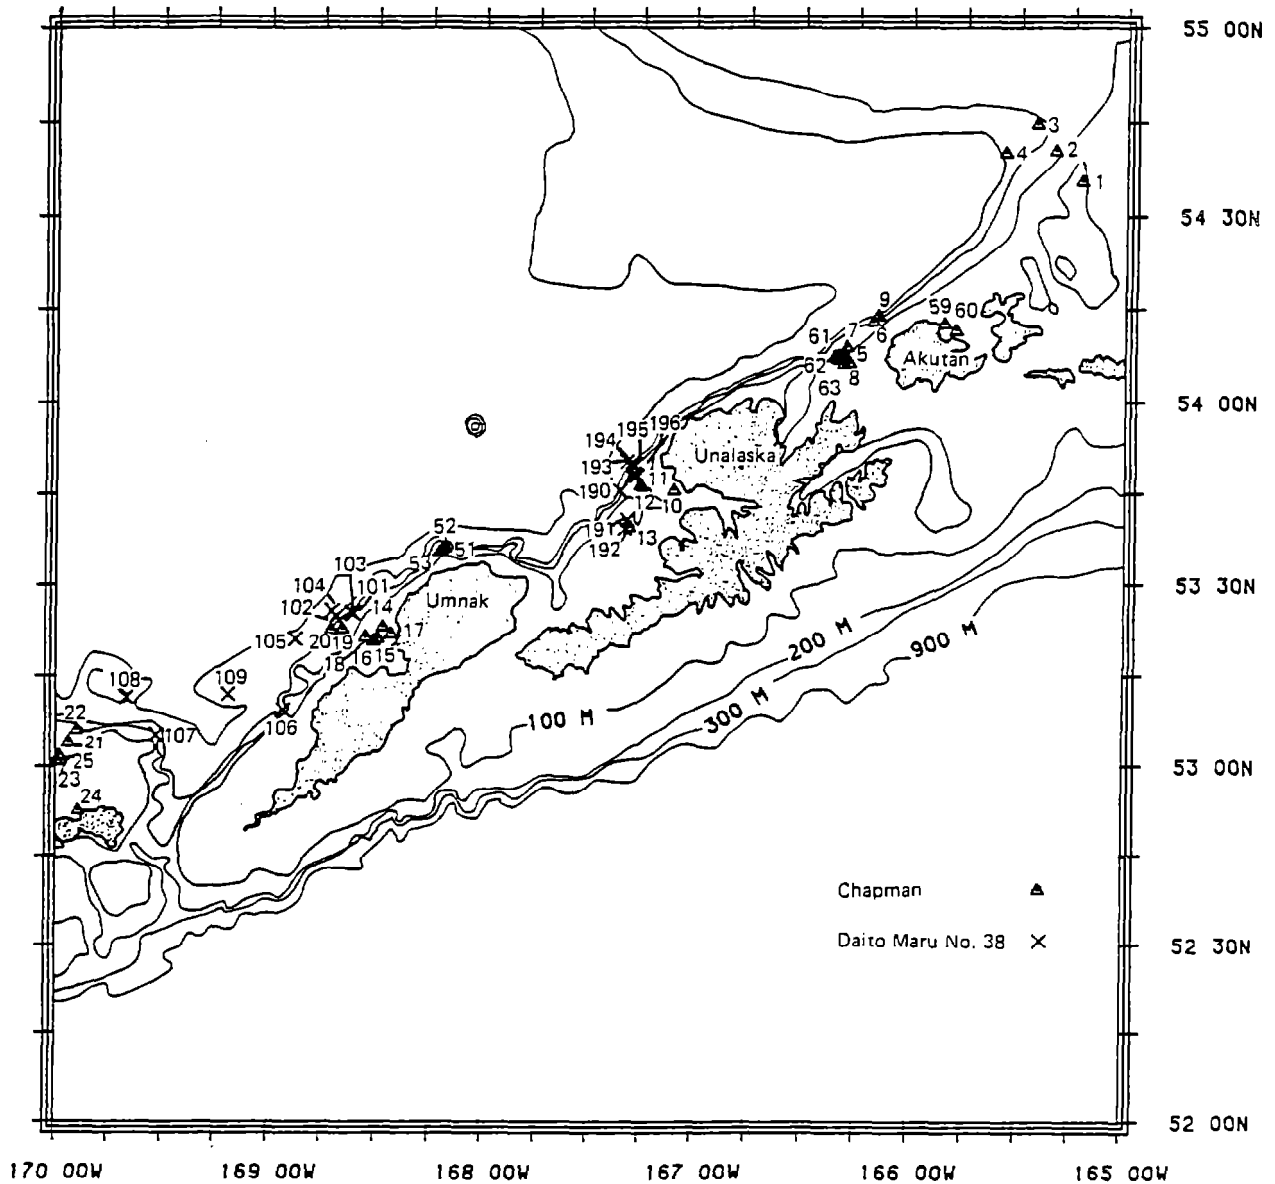 55 00N
3
4
2
1
54 30N
9
59
60
61
7
6
5
62
8
Akutan
63
54 00N
195
196
194
193
Unalaska
11
190
12
10
191
13
192
52
51
103
53
53 30N
104
101
102
14
Umnak
105
20
19
17
18
16
15
200 M
900 M
108
109
300 M
100 M
22
106
107
21
25
23
53 00N
24
Chapman
Daito Maru No. 38
52 30N
52 00N
170 00W
169 00W
168 00W
167 00W
166 00W
165 00W